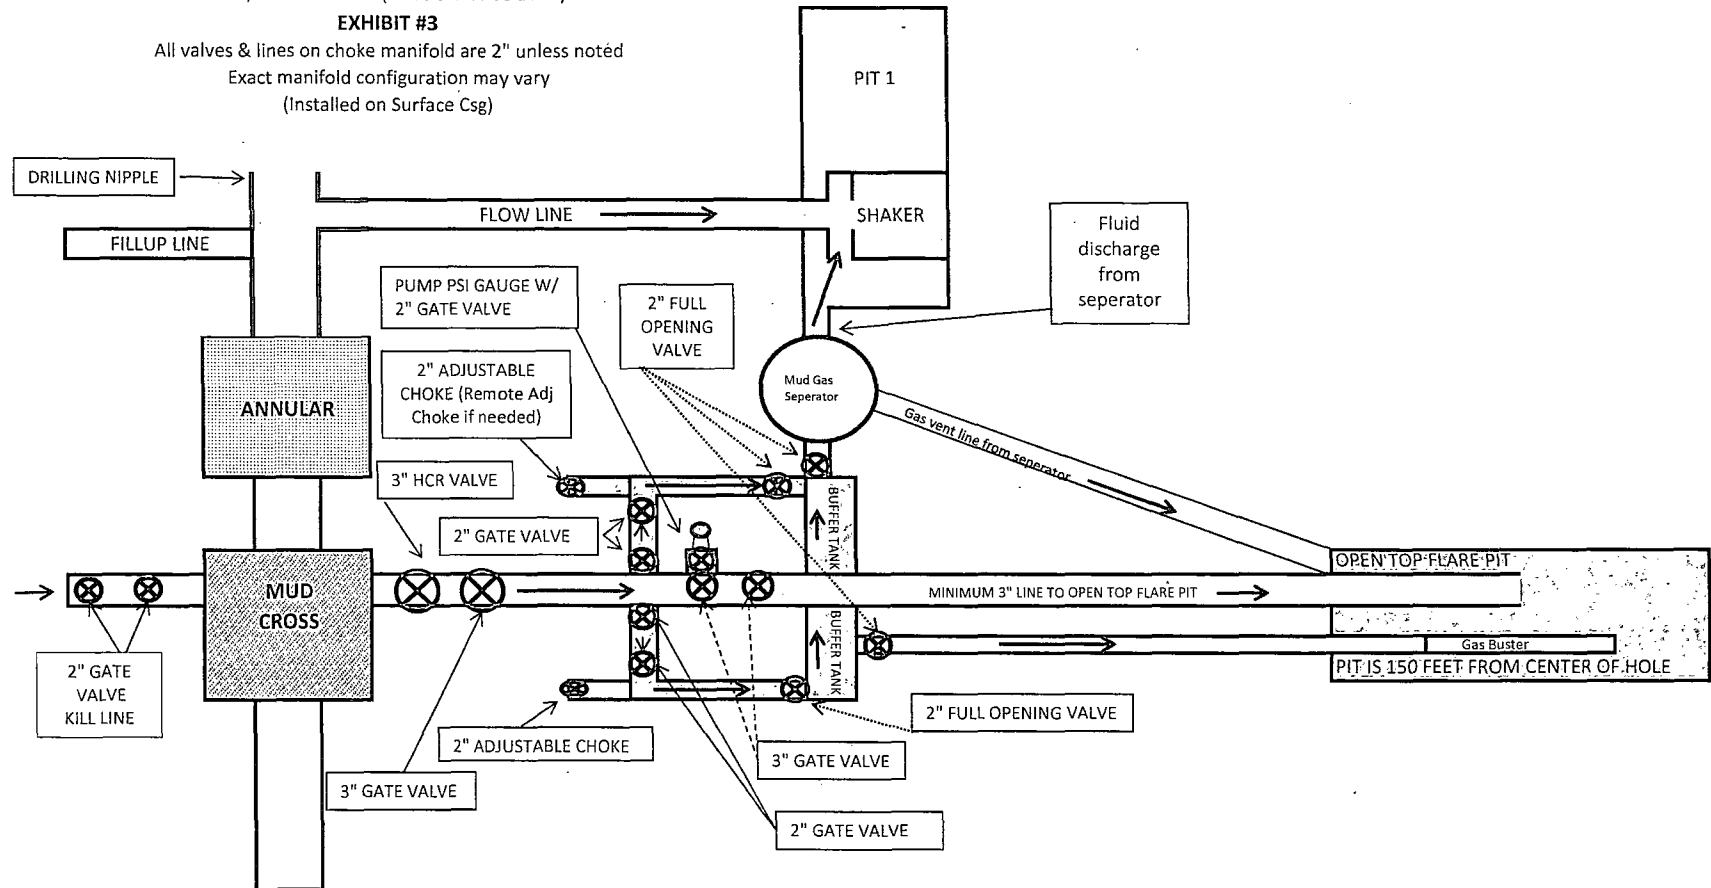 EXHIBIT #3
All valves & lines on choke manifold are 2" unless noted
Exact manifold configuration may vary
(Installed on Surface Csg)
PIT 1
DRILLING NIPPLE
FLOW LINE
SHAKER
FILLUP LINE
Fluid
discharge
from
seperator
PUMP PSI GAUGE W/
2" GATE VALVE
2" FULL
OPENING
VALVE
2" ADJUSTABLE
CHOKE (Remote Adj
Choke if needed)
Mud Gas
Seperator
ANNULAR
Gas vent line from seperator
3" HCR VALVE
2" GATE VALVE
BUFFER TANK
OPEN TOP FLARE PIT
MUD
CROSS
MINIMUM 3" LINE TO OPEN TOP FLARE PIT
BUFFER TANK
Gas Buster
PIT IS 150 FEET FROM CENTER OF HOLE
2" GATE
VALVE
KILL LINE
2" FULL OPENING VALVE
2" ADJUSTABLE CHOKE
3" GATE VALVE
3" GATE VALVE
2" GATE VALVE